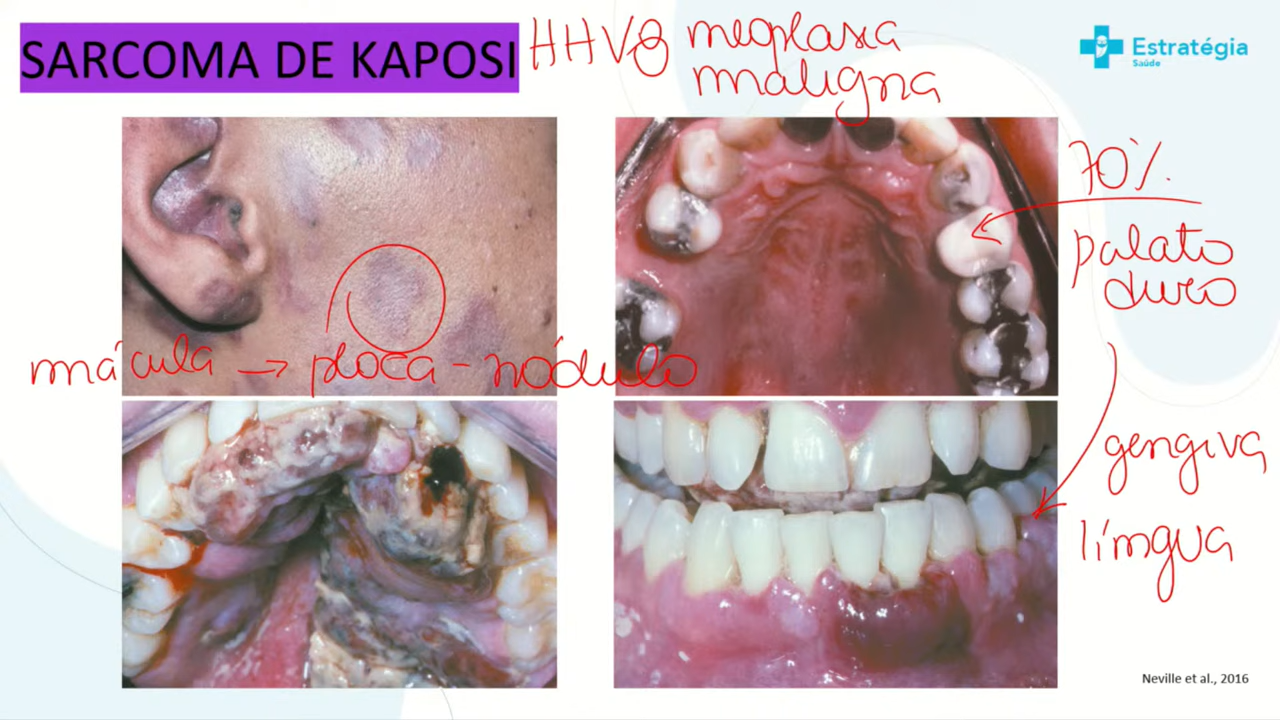 SARCOMA DE KAPOSI
HHV8 neoplasia
maligna
Estratégia
Saúde
70%
palato
duro
mácula → placa - nódulo
gengiva
língua
Neville et al., 2016